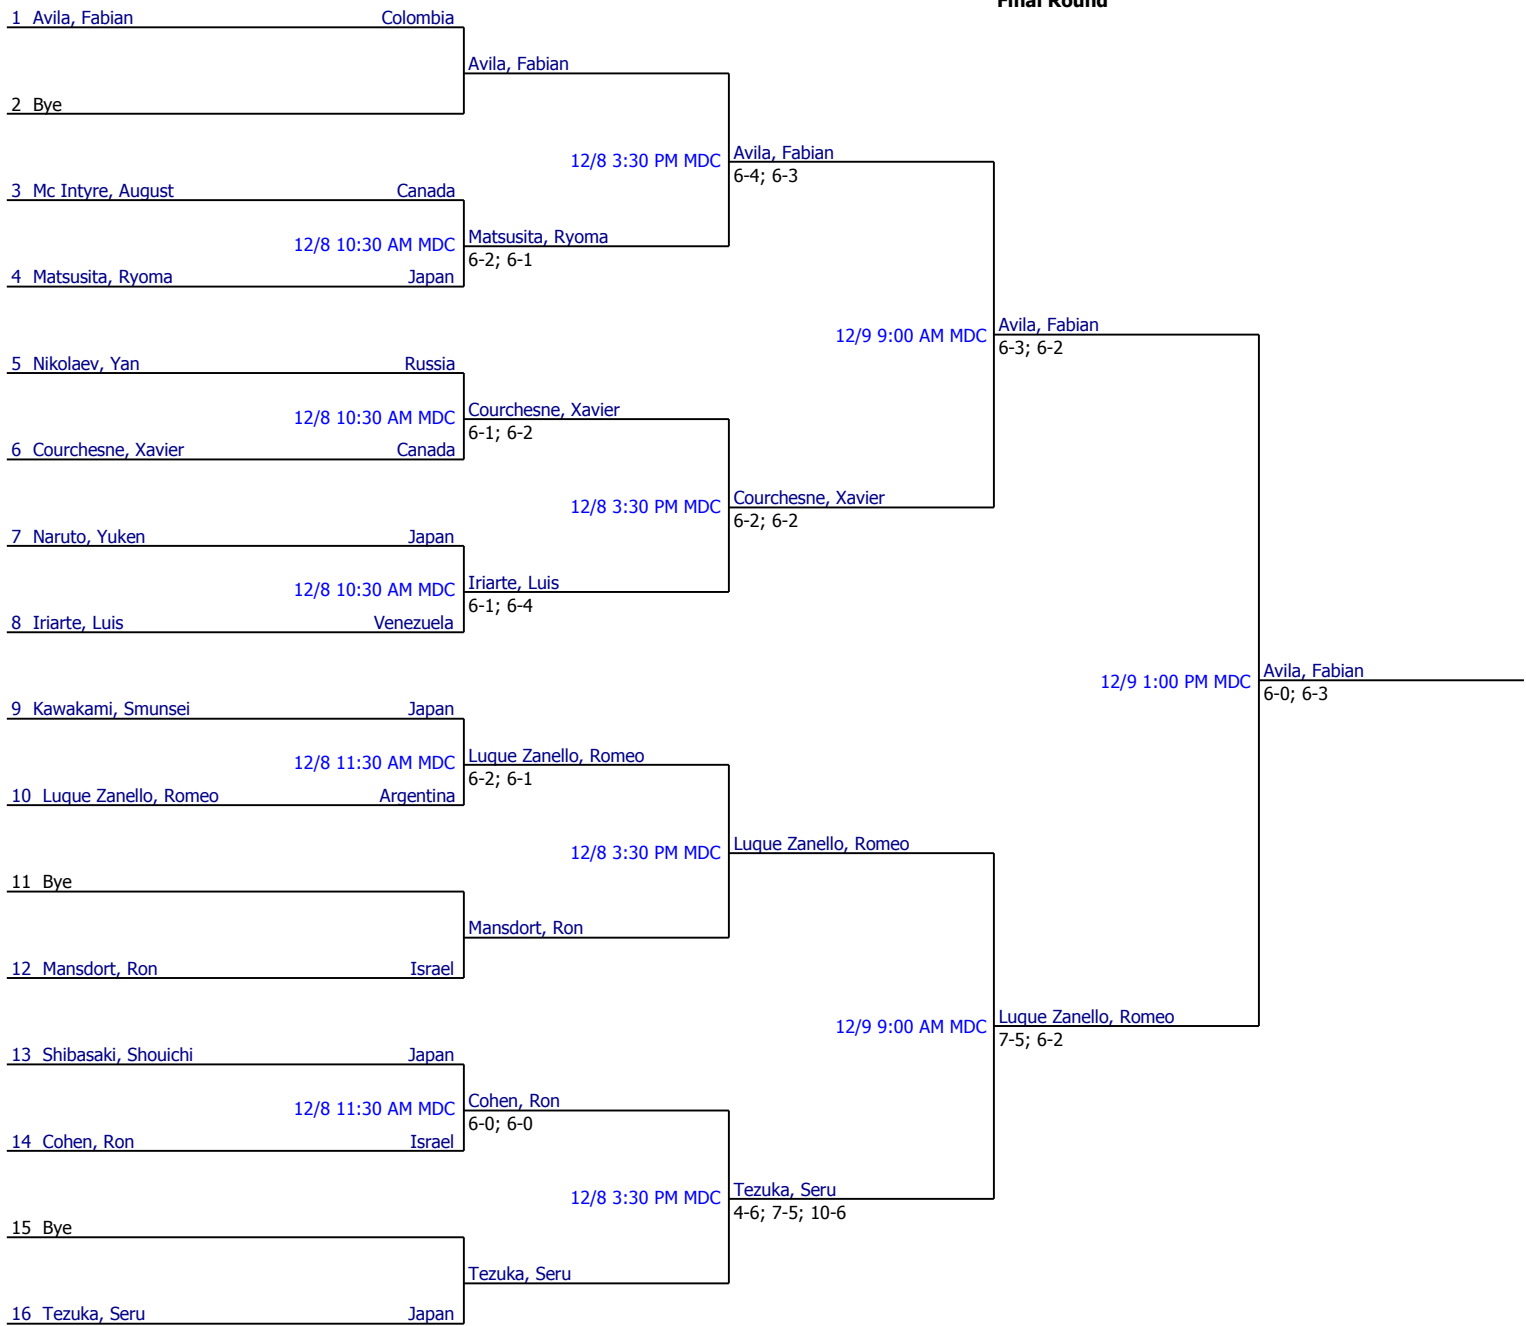 Final Round
1 Avila, Fabian Colombia
Avila, Fabian
2 Bye
12/8 3:30 PM MDC Avila, Fabian
6-4; 6-3
3 Mc Intyre, August Canada
12/8 10:30 AM MDC Matsusita, Ryoma
6-2; 6-1
4 Matsusita, Ryoma Japan
12/9 9:00 AM MDC Avila, Fabian
6-3; 6-2
5 Nikolaev, Yan Russia
12/8 10:30 AM MDC Courchesne, Xavier
6-1; 6-2
6 Courchesne, Xavier Canada
12/8 3:30 PM MDC Courchesne, Xavier
6-2; 6-2
7 Naruto, Yuken Japan
12/8 10:30 AM MDC Iriarte, Luis
6-1; 6-4
8 Iriarte, Luis Venezuela
12/9 1:00 PM MDC Avila, Fabian
6-0; 6-3
9 Kawakami, Smunsei Japan
12/8 11:30 AM MDC Luque Zanello, Romeo
6-2; 6-1
10 Luque Zanello, Romeo Argentina
12/8 3:30 PM MDC Luque Zanello, Romeo
11 Bye
Mansdort, Ron
12 Mansdort, Ron Israel
12/9 9:00 AM MDC Luque Zanello, Romeo
7-5; 6-2
13 Shibasaki, Shouichi Japan
12/8 11:30 AM MDC Cohen, Ron
6-0; 6-0
14 Cohen, Ron Israel
12/8 3:30 PM MDC Tezuka, Seru
4-6; 7-5; 10-6
15 Bye
Tezuka, Seru
16 Tezuka, Seru Japan